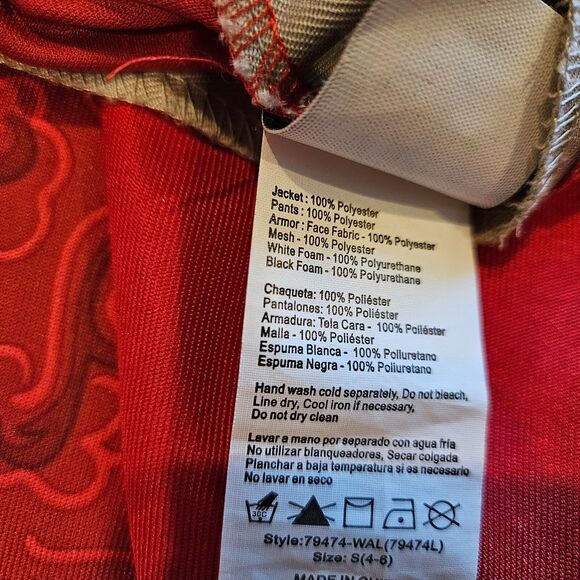 Jacket : 100% Polyester
Pants : 100% Polyester
Armor : Face Fabric - 100% Polyester
Mesh - 100% Polyester
White Foam - 100% Polyurethane
Black Foam - 100% Polyurethane
Chaqueta: 100% Poliéster
Pantalones: 100% Poliéster
Armadura: Tela Cara - 100% Poliéster
Malla - 100% Poliéster
Espuma Blanca - 100% Poliuretano
Espuma Negra - 100% Poliuretano
Hand wash cold separately, Do not bleach,
Line dry, Cool iron if necessary,
Do not dry clean
Lavar a mano por separado con agua fría
No utilizar blanqueadores, Secar colgada
Planchar a baja temperatura si es necesario
No lavar en seco
30C
Style:79474-WAL(79474L)
Size: S(4-6)
MADE IN